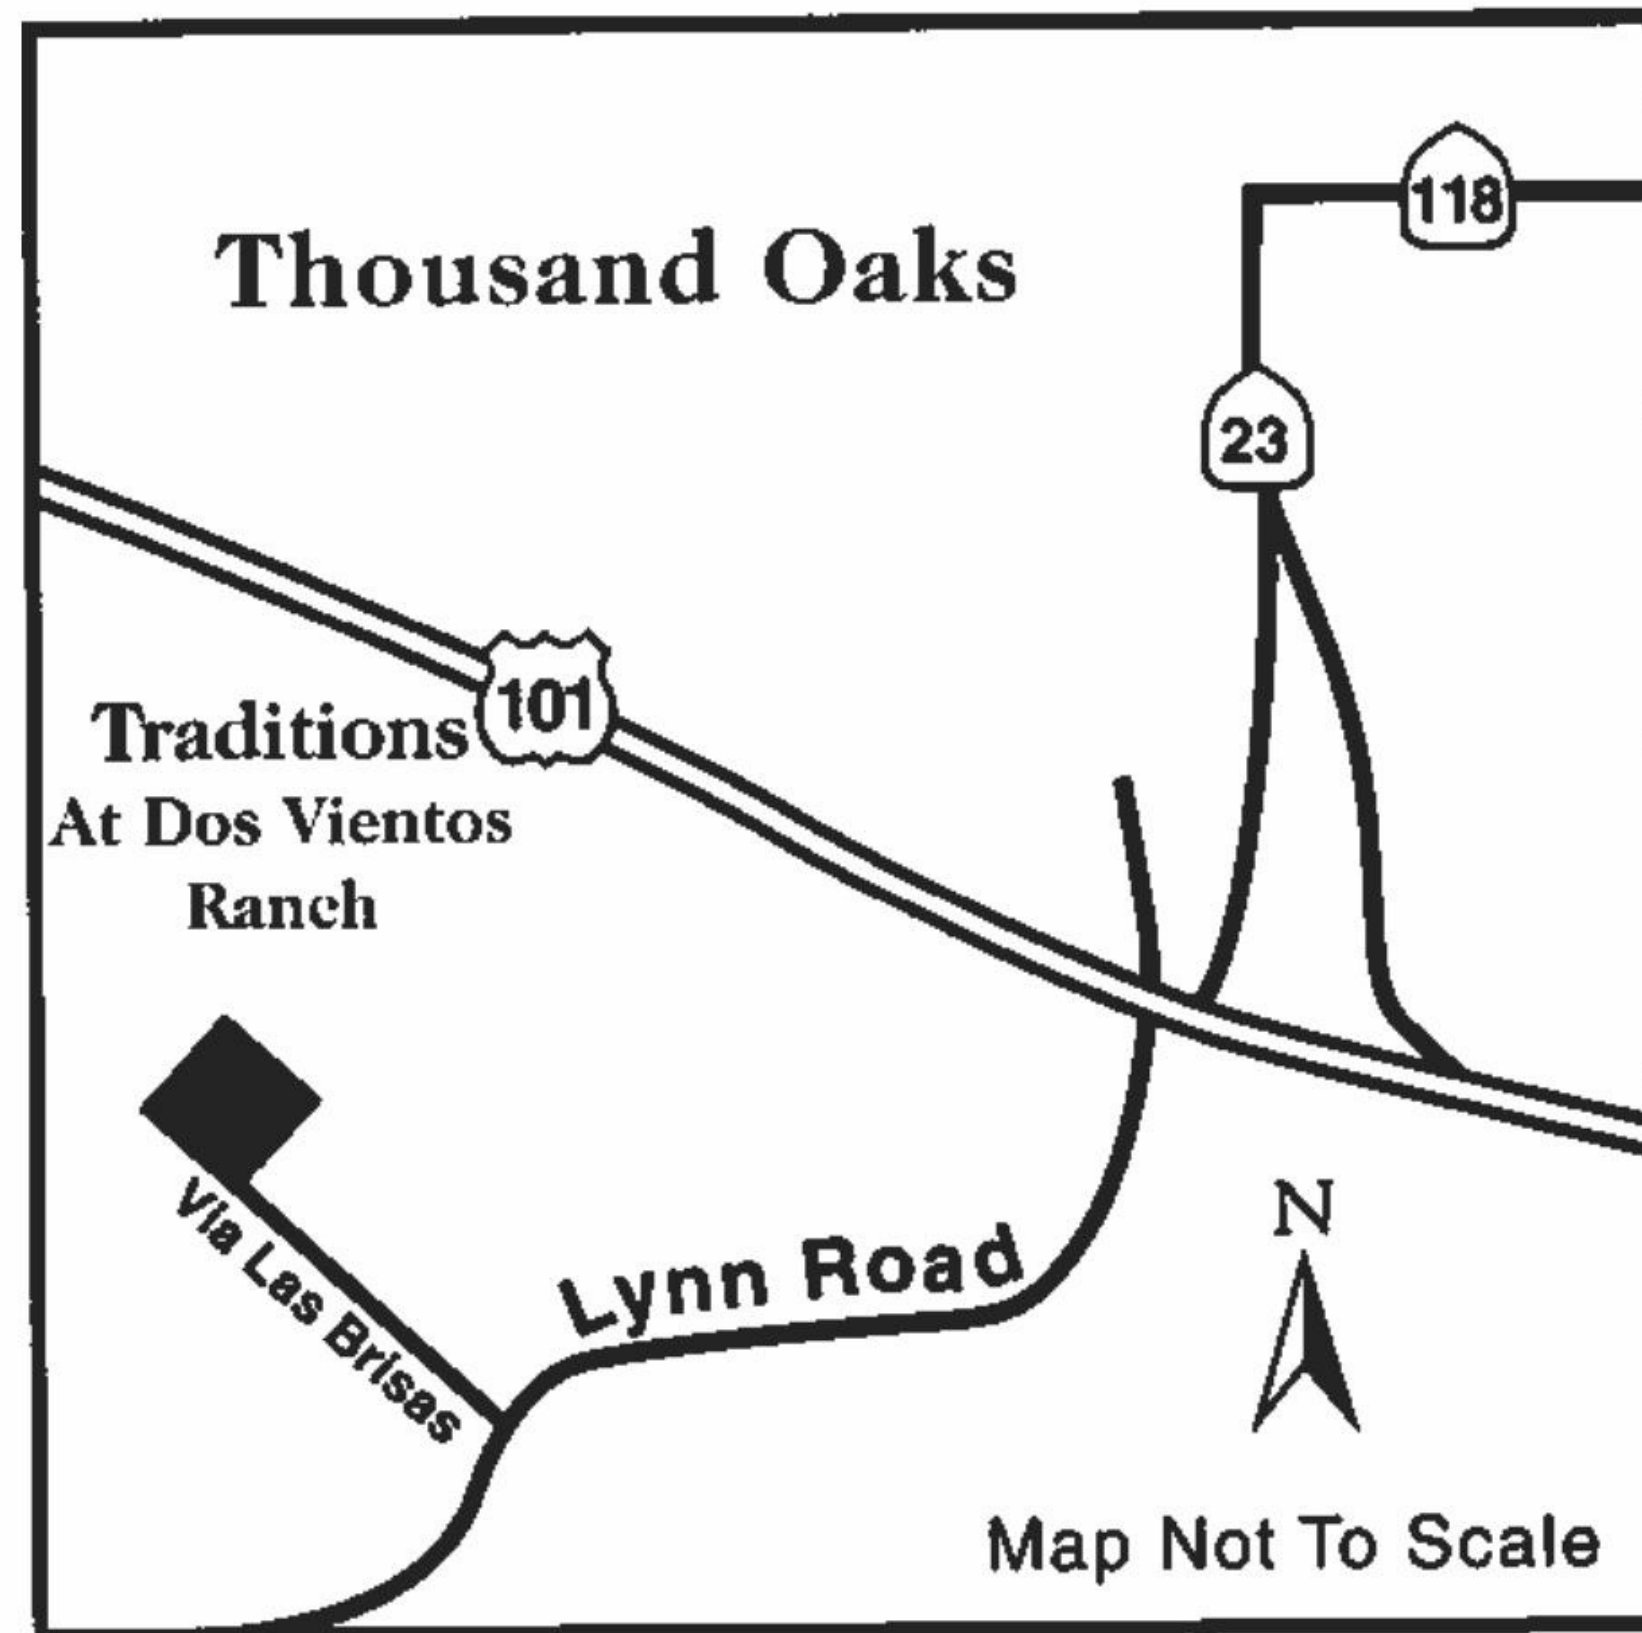 118
Thousand Oaks
23
101
Traditions
At Dos Vientos
Ranch
Via Las Brisas
Lynn Road
N
Map Not To Scale